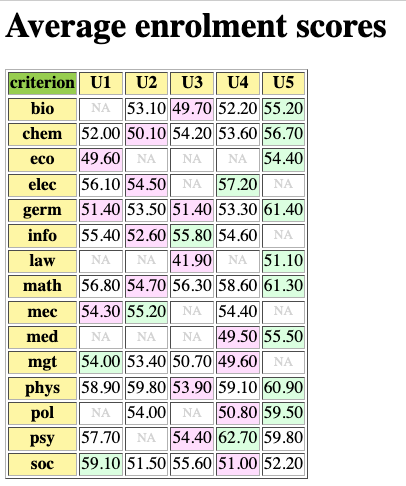 Average enrolment scores
criterion U1 U2 U3 U4 U5
bio NA 53.10 49.70 52.20 55.20
chem 52.00 50.10 54.20 53.60 56.70
eco 49.60 NA NA NA 54.40
elec 56.10 54.50 NA 57.20 NA
germ 51.40 53.50 51.40 53.30 61.40
info 55.40 52.60 55.80 54.60 NA
law NA NA 41.90 NA 51.10
math 56.80 54.70 56.30 58.60 61.30
mec 54.30 55.20 NA 54.40 NA
med NA NA NA 49.50 55.50
mgt 54.00 53.40 50.70 49.60 NA
phys 58.90 59.80 53.90 59.10 60.90
pol NA 54.00 NA 50.80 59.50
psy 57.70 NA 54.40 62.70 59.80
soc 59.10 51.50 55.60 51.00 52.20